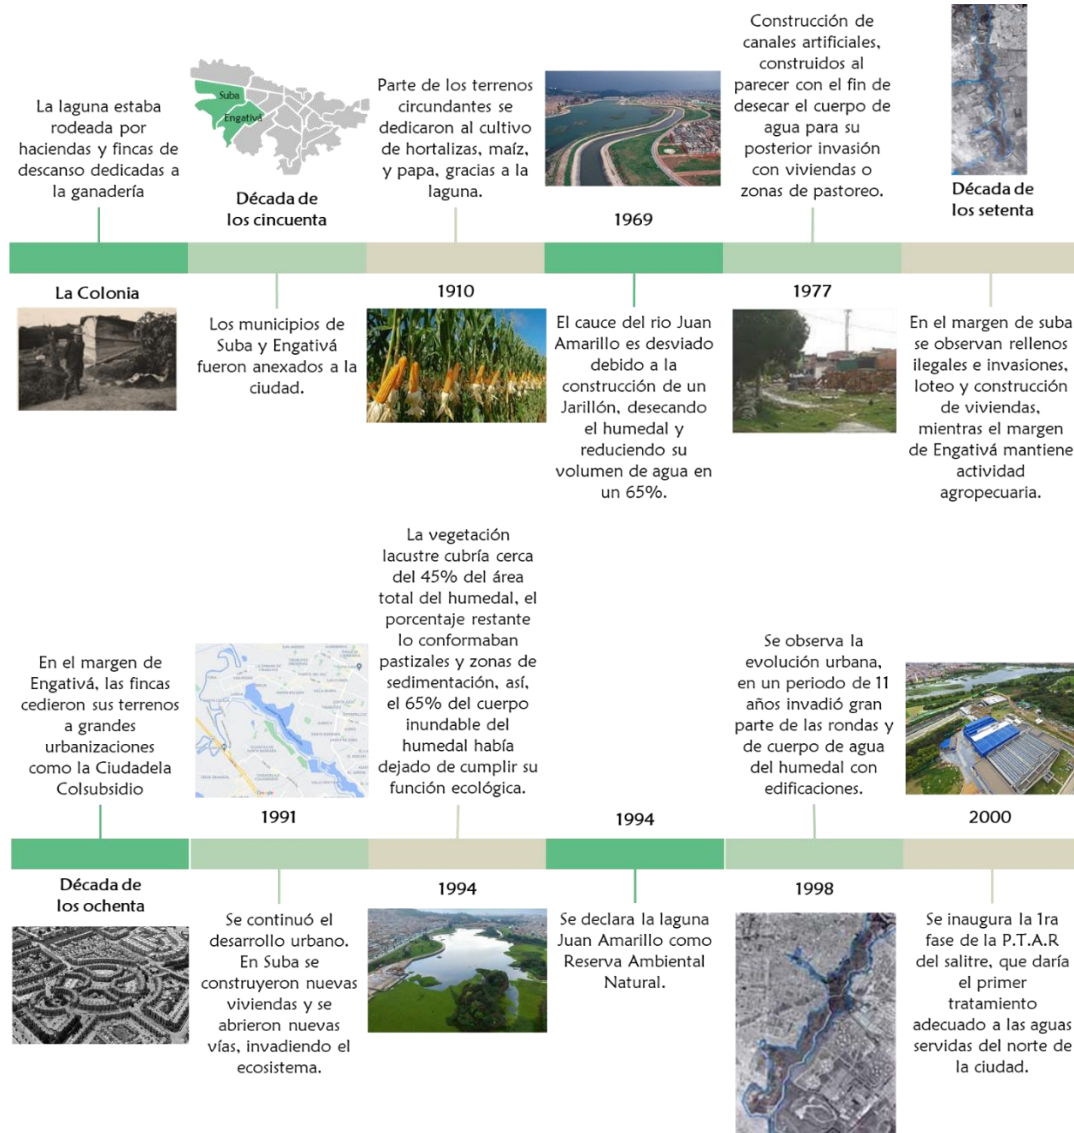 La laguna estaba
rodeada por
haciendas y fincas de
descanso dedicadas a
la ganadería
La Colonia
Suba
Engativá
Década de
los cincuenta
Los municipios de
Suba y Engativá
fueron anexados a la
ciudad.
Parte de los terrenos
circundantes se
dedicaron al cultivo
de hortalizas, maíz,
y papa, gracias a la
laguna.
1910
1969
El cauce del rio Juan
Amarillo es desviado
debido a la
construcción de un
Jarillón, desecando
el humedal y
reduciendo su
volumen de agua en
un 65%.
Construcción de
canales artificiales,
construidos al
parecer con el fin de
desecar el cuerpo de
agua para su
posterior invasión
con viviendas o
zonas de pastoreo.
1977
Década de
los setenta
En el margen de suba
se observan rellenos
ilegales e invasiones,
loteo y construcción
de viviendas,
mientras el margen
de Engativá mantiene
actividad
agropecuaria.
En el margen de
Engativá, las fincas
cedieron sus terrenos
a grandes
urbanizaciones
como la Ciudadela
Colsubsidio
Década de
los ochenta
1991
Se continuó el
desarrollo urbano.
En Suba se
construyeron nuevas
viviendas y se
abrieron nuevas
vías, invadiendo el
ecosistema.
La vegetación
lacustre cubría cerca
del 45% del área
total del humedal, el
porcentaje restante
lo conformaban
pastizales y zonas de
sedimentación, así,
el 65% del cuerpo
inundable del
humedal había
dejado de cumplir su
función ecológica.
1994
1994
Se declara la laguna
Juan Amarillo como
Reserva Ambiental
Natural.
Se observa la
evolución urbana,
en un periodo de 11
años invadió gran
parte de las rondas y
de cuerpo de agua
del humedal con
edificaciones.
1998
2000
Se inaugura la 1ra
fase de la P.T.A.R
del salitre, que daría
el primer
tratamiento
adecuado a las aguas
servidas del norte de
la ciudad.